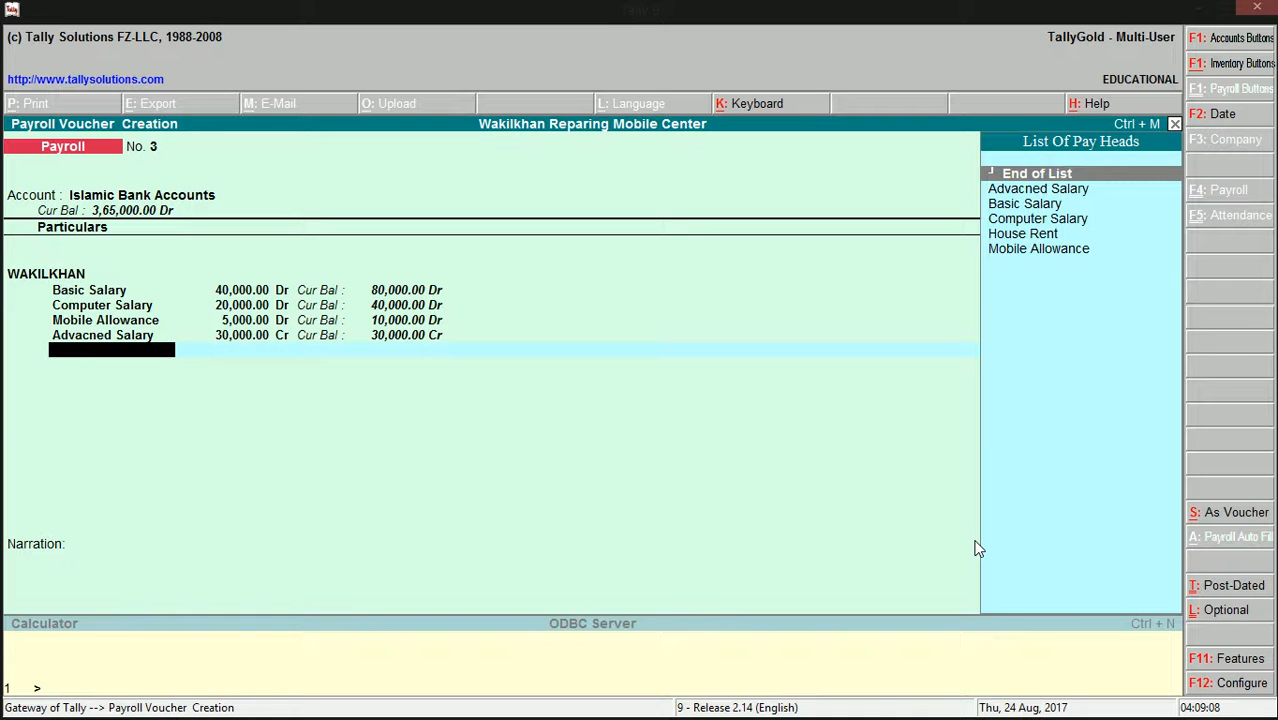 Tally 9
(c) Tally Solutions FZ-LLC, 1988-2008
TallyGold - Multi-User
http://www.tallysolutions.com
EDUCATIONAL
P: Print
E: Export
M: E-Mail
O: Upload
L: Language
K: Keyboard
H: Help
Payroll Voucher Creation
Wakilkhan Reparing Mobile Center
Ctrl + M
Payroll No. 3
Account : Islamic Bank Accounts
Cur Bal : 3,65,000.00 Dr
Particulars
WAKILKHAN
Basic Salary 40,000.00 Dr Cur Bal : 80,000.00 Dr
Computer Salary 20,000.00 Dr Cur Bal : 40,000.00 Dr
Mobile Allowance 5,000.00 Dr Cur Bal : 10,000.00 Dr
Advacned Salary 30,000.00 Cr Cur Bal : 30,000.00 Cr
Narration:
List Of Pay Heads
End of List
Advacned Salary
Basic Salary
Computer Salary
House Rent
Mobile Allowance
F1: Accounts Buttons
F1: Inventory Buttons
F1: Payroll Buttons
F2: Date
F3: Company
F4: Payroll
F5: Attendance
S: As Voucher
A: Payroll Auto Fill
T: Post-Dated
L: Optional
F11: Features
F12: Configure
Calculator
ODBC Server
Ctrl + N
1 >
Gateway of Tally --> Payroll Voucher Creation
9 - Release 2.14 (English)
Thu, 24 Aug, 2017
04:09:08